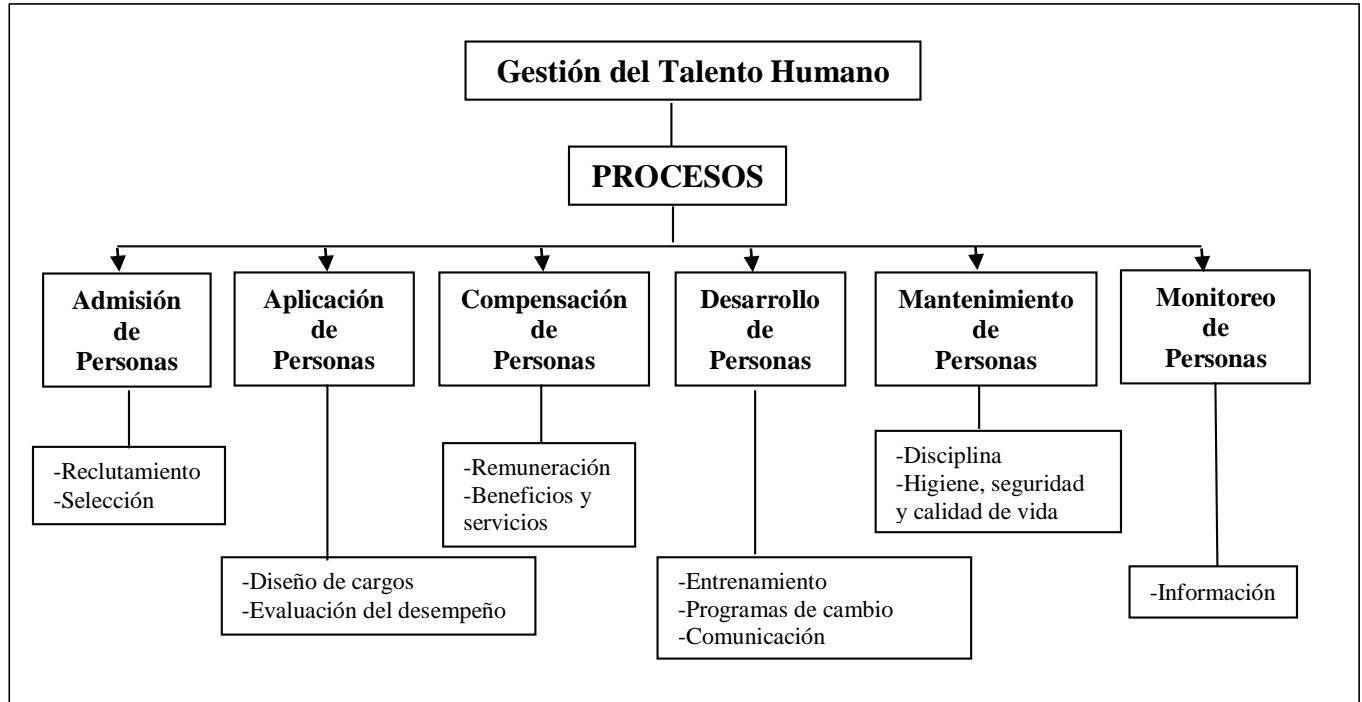 Gestión del Talento Humano
PROCESOS
Admisión
de
Personas
Aplicación
de
Personas
Compensación
de
Personas
Desarrollo
de
Personas
Mantenimiento
de
Personas
Monitoreo
de
Personas
-Reclutamiento
-Selección
-Diseño de cargos
-Evaluación del desempeño
-Remuneración
-Beneficios y
servicios
-Entrenamiento
-Programas de cambio
-Comunicación
-Disciplina
-Higiene, seguridad
y calidad de vida
-Información